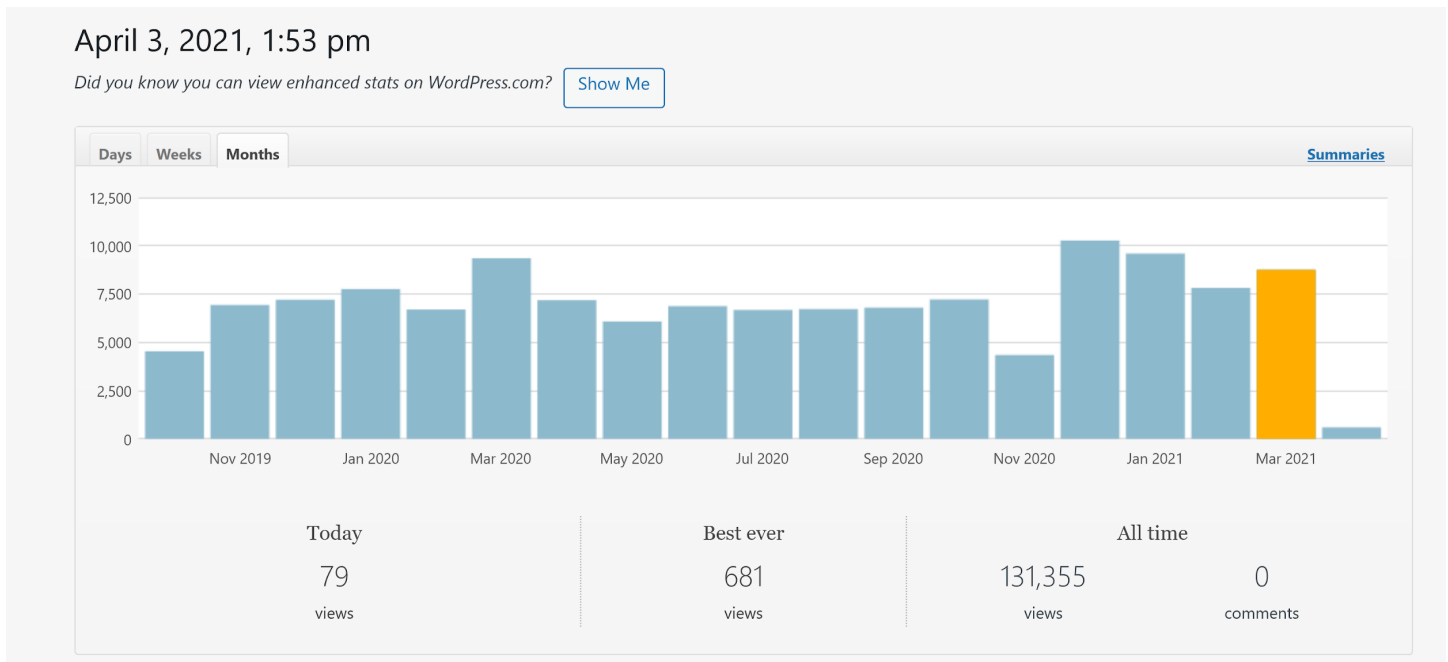 April 3, 2021, 1:53 pm
Did you know you can view enhanced stats on WordPress.com? Show Me
Days Weeks Months Summaries
12,500
10,000
7,500
5,000
2,500
0
Nov 2019 Jan 2020 Mar 2020 May 2020 Jul 2020 Sep 2020 Nov 2020 Jan 2021 Mar 2021
Today Best ever All time
79 681 131,355 0
views views views comments